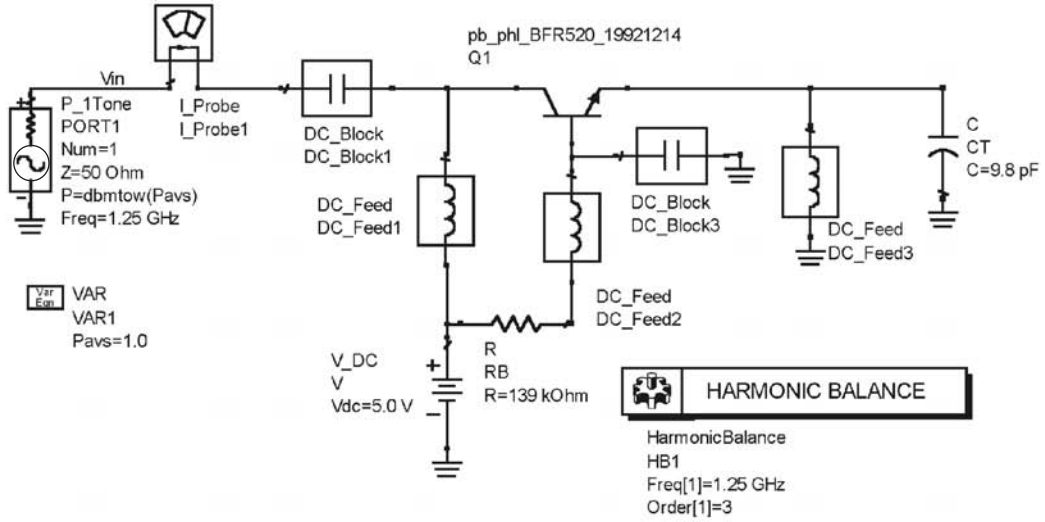 pb_phl_BFR520_19921214
Q1
Vin
P_1Tone
PORT1
Num=1
Z=50 Ohm
P=dbmtow(Pavs)
Freq=1.25 GHz
I_Probe
I_Probe1
DC_Block
DC_Block1
DC_Feed
DC_Feed1
DC_Block
DC_Block3
DC_Feed
DC_Feed2
DC_Feed
DC_Feed3
C
CT
C=9.8 pF
Var
Eqn
VAR
VAR1
Pavs=1.0
V_DC
V
Vdc=5.0 V
R
RB
R=139 kOhm
HARMONIC BALANCE
HarmonicBalance
HB1
Freq[1]=1.25 GHz
Order[1]=3